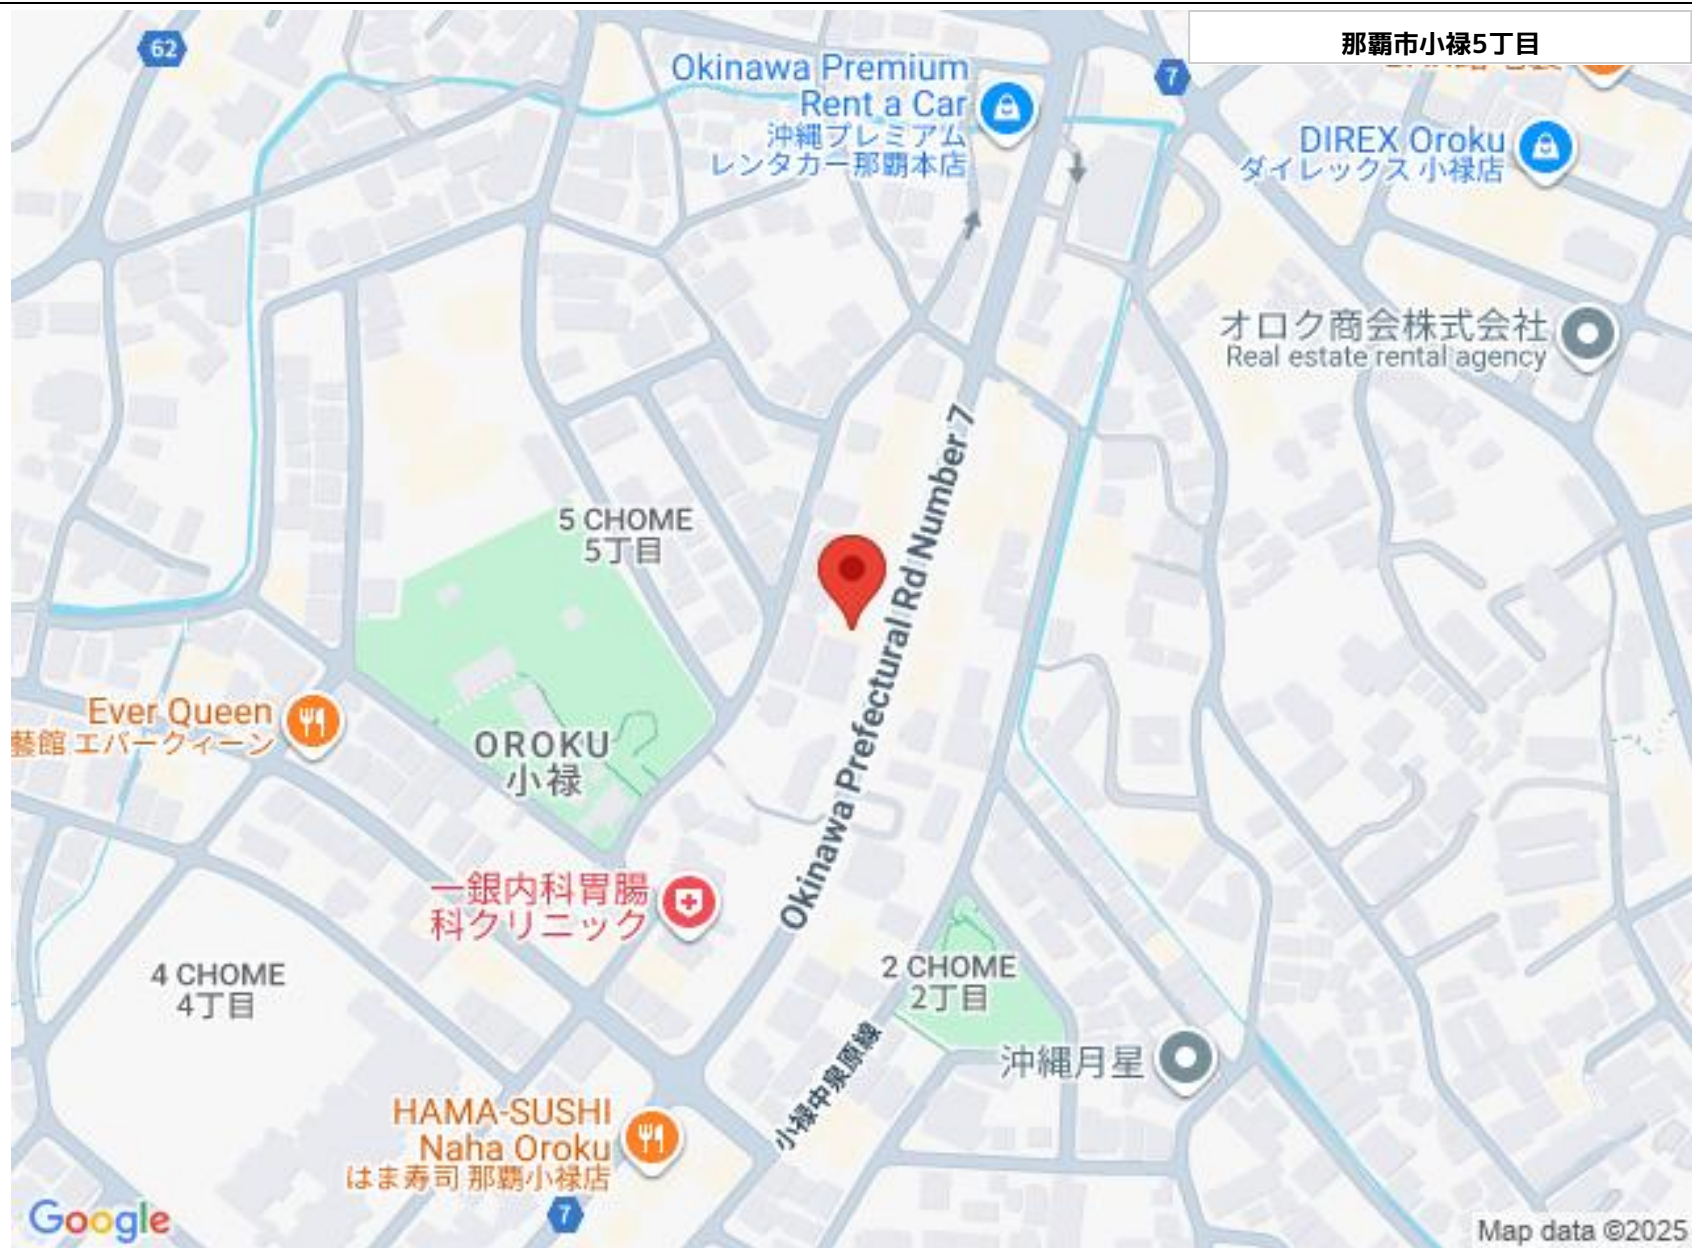 那覇市小禄5丁目
62
Okinawa Premium
Rent a Car
沖縄プレミアム
レンタカー那覇本店
7
DIREX Oroku
ダイレックス 小禄店
オロク商会株式会社
Real estate rental agency
Okinawa Prefectural Rd Number 7
5 CHOME
5丁目
Ever Queen
藝館 エバークィーン
OROKU
小禄
一銀内科胃腸
科クリニック
4 CHOME
4丁目
2 CHOME
2丁目
小禄中泉原線
沖縄月星
HAMA-SUSHI
Naha Oroku
はま寿司 那覇小禄店
7
Google
Map data ©2025